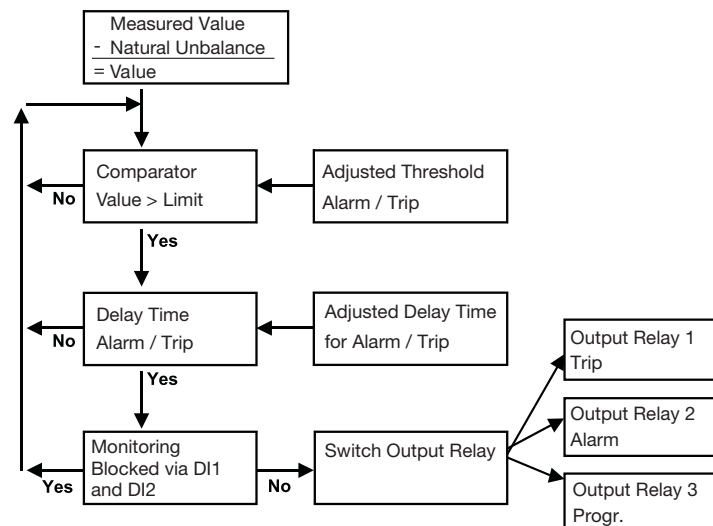 Measured Value
- Natural Unbalance
= Value
Comparator
Value > Limit
Adjusted Threshold
Alarm / Trip
No
Yes
Delay Time
Alarm / Trip
Adjusted Delay Time
for Alarm / Trip
No
Yes
Output Relay 1
Trip
Monitoring
Blocked via DI1
and DI2
Switch Output Relay
Output Relay 2
Alarm
Yes
No
Output Relay 3
Progr.